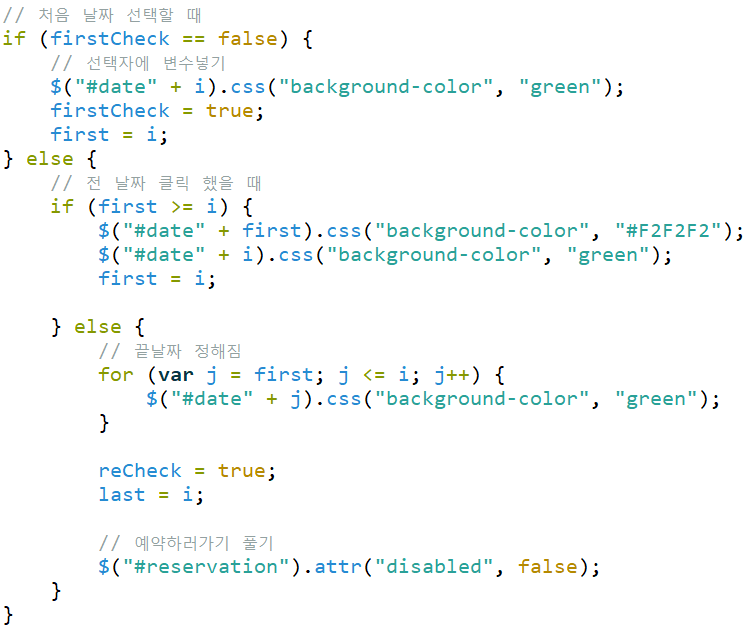 // 처음 날짜 선택할 때
if (firstCheck == false) {
    // 선택자에 변수넣기
    $("#date" + i).css("background-color", "green");
    firstCheck = true;
    first = i;
} else {
    // 전 날짜 클릭 했을 때
    if (first >= i) {
        $("#date" + first).css("background-color", "#F2F2F2");
        $("#date" + i).css("background-color", "green");
        first = i;

    } else {
        // 끝날짜 정해짐
        for (var j = first; j <= i; j++) {
            $("#date" + j).css("background-color", "green");
        }

        reCheck = true;
        last = i;

        // 예약하러가기 풀기
        $("#reservation").attr("disabled", false);
    }
}